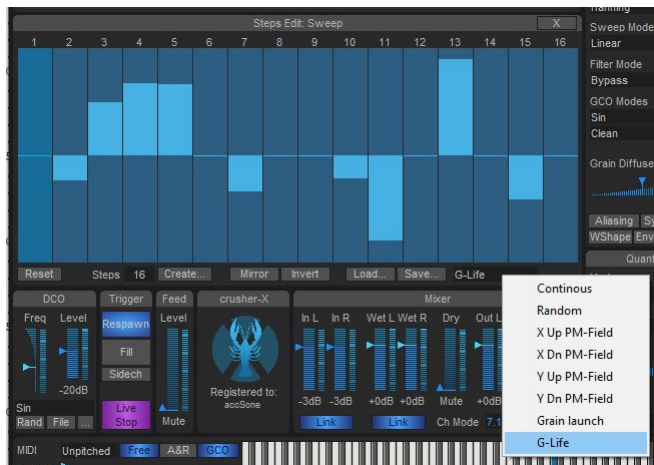 Hanning
Steps Edit: Sweep X
1 2 3 4 5 6 7 8 9 10 11 12 13 14 15 16
Sweep Mode
Linear
Filter Mode
Bypass
GCO Modes
Sin
Clean
Grain Diffuse
Aliasing Sy
WShape Env
Quant
Reset Steps 16 Create... Mirror Invert Load... Save... G-Life
Continous
Random
X Up PM-Field
X Dn PM-Field
Y Up PM-Field
Y Dn PM-Field
Grain launch
G-Life
DCO Trigger Feed crusher-X Mixer
Freq Level Respawn Level In L In R Wet L Wet R Dry Out L
Fill
Sidech
-20dB
Registered to:
accSone
Sin
Rand File ... Live Stop Mute
-3dB -3dB +0dB +0dB Mute +0dB
Link Link Ch Mode 7.1
MIDI Unpitched Free A&R GCO